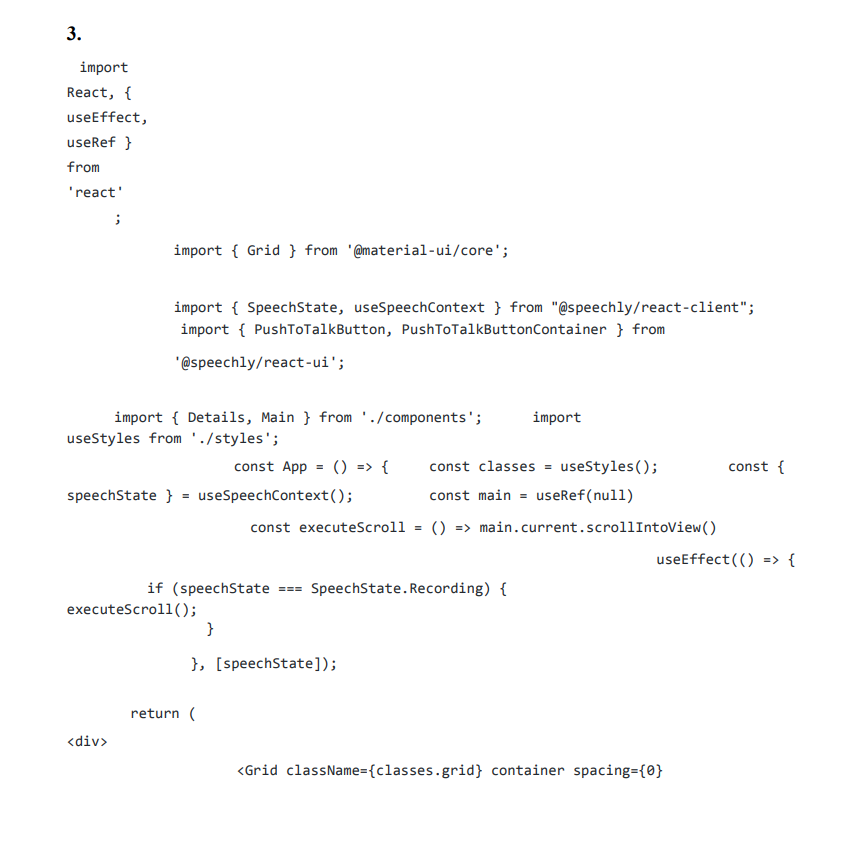 3.
import
React, {
useEffect,
useRef }
from
'react'
;
import { Grid } from '@material-ui/core';
import { SpeechState, useSpeechContext } from "@speechly/react-client";
import { PushToTalkButton, PushToTalkButtonContainer } from
'@speechly/react-ui';
import { Details, Main } from './components'; import
useStyles from './styles';
const App = () => { const classes = useStyles(); const {
speechState } = useSpeechContext(); const main = useRef(null)
const executeScroll = () => main.current.scrollIntoView()
useEffect(() => {
if (speechState === SpeechState.Recording) {
executeScroll();
}
}, [speechState]);
return (
<div>
<Grid className={classes.grid} container spacing={0}